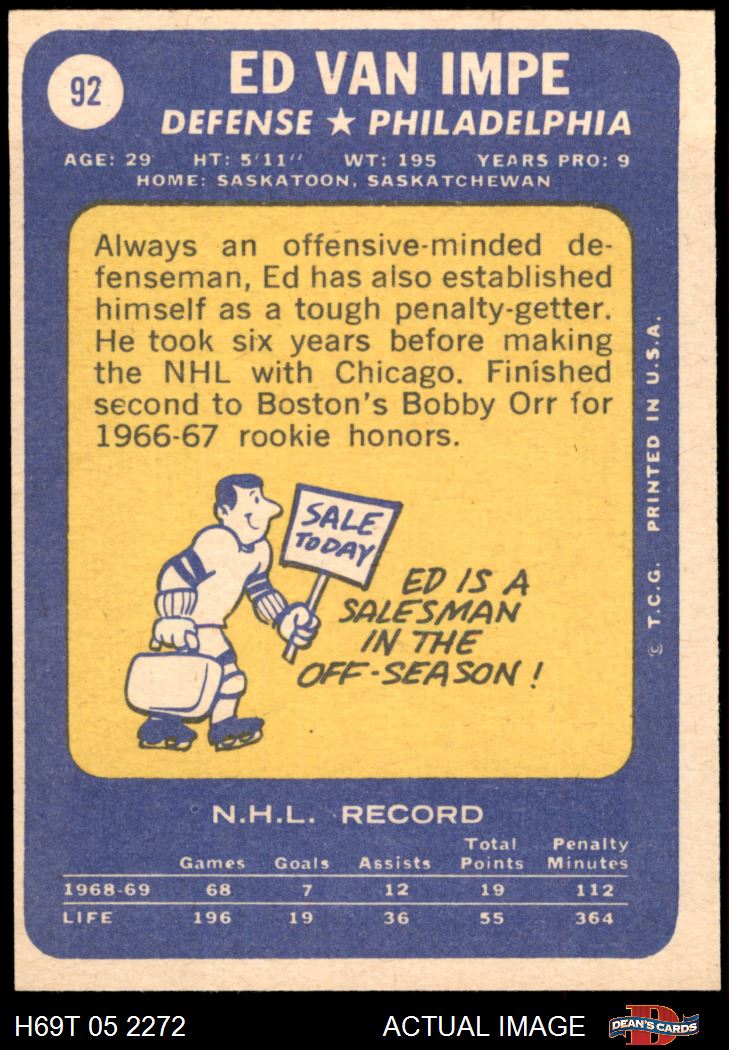 92
ED VAN IMPE
DEFENSE ★ PHILADELPHIA
AGE: 29 HT: 5'11" WT: 195 YEARS PRO: 9
HOME: SASKATOON, SASKATCHEWAN
Always an offensive-minded de-
fenseman, Ed has also established
himself as a tough penalty-getter.
He took six years before making
the NHL with Chicago. Finished
second to Boston's Bobby Orr for
1966-67 rookie honors.
SALE
TODAY
ED IS A
SALESMAN
IN THE
OFF-SEASON!
© T.C.G. PRINTED IN U.S.A.
N.H.L. RECORD
Total Penalty
Games Goals Assists Points Minutes
1968-69 68 7 12 19 112
LIFE 196 19 36 55 364
H69T 05 2272 ACTUAL IMAGE DEAN'S CARDS